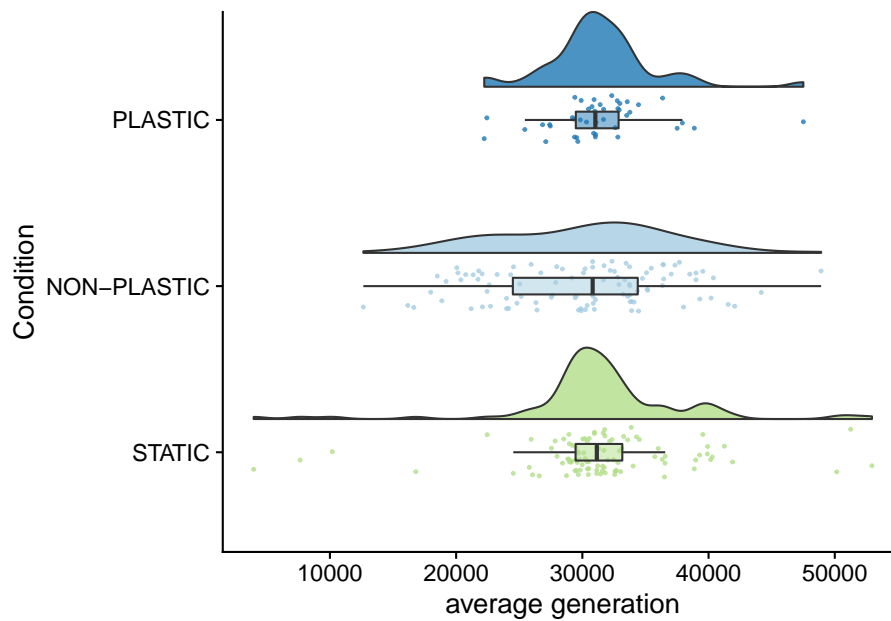 Condition
PLASTIC
NON−PLASTIC
STATIC
10000 20000 30000 40000 50000
average generation